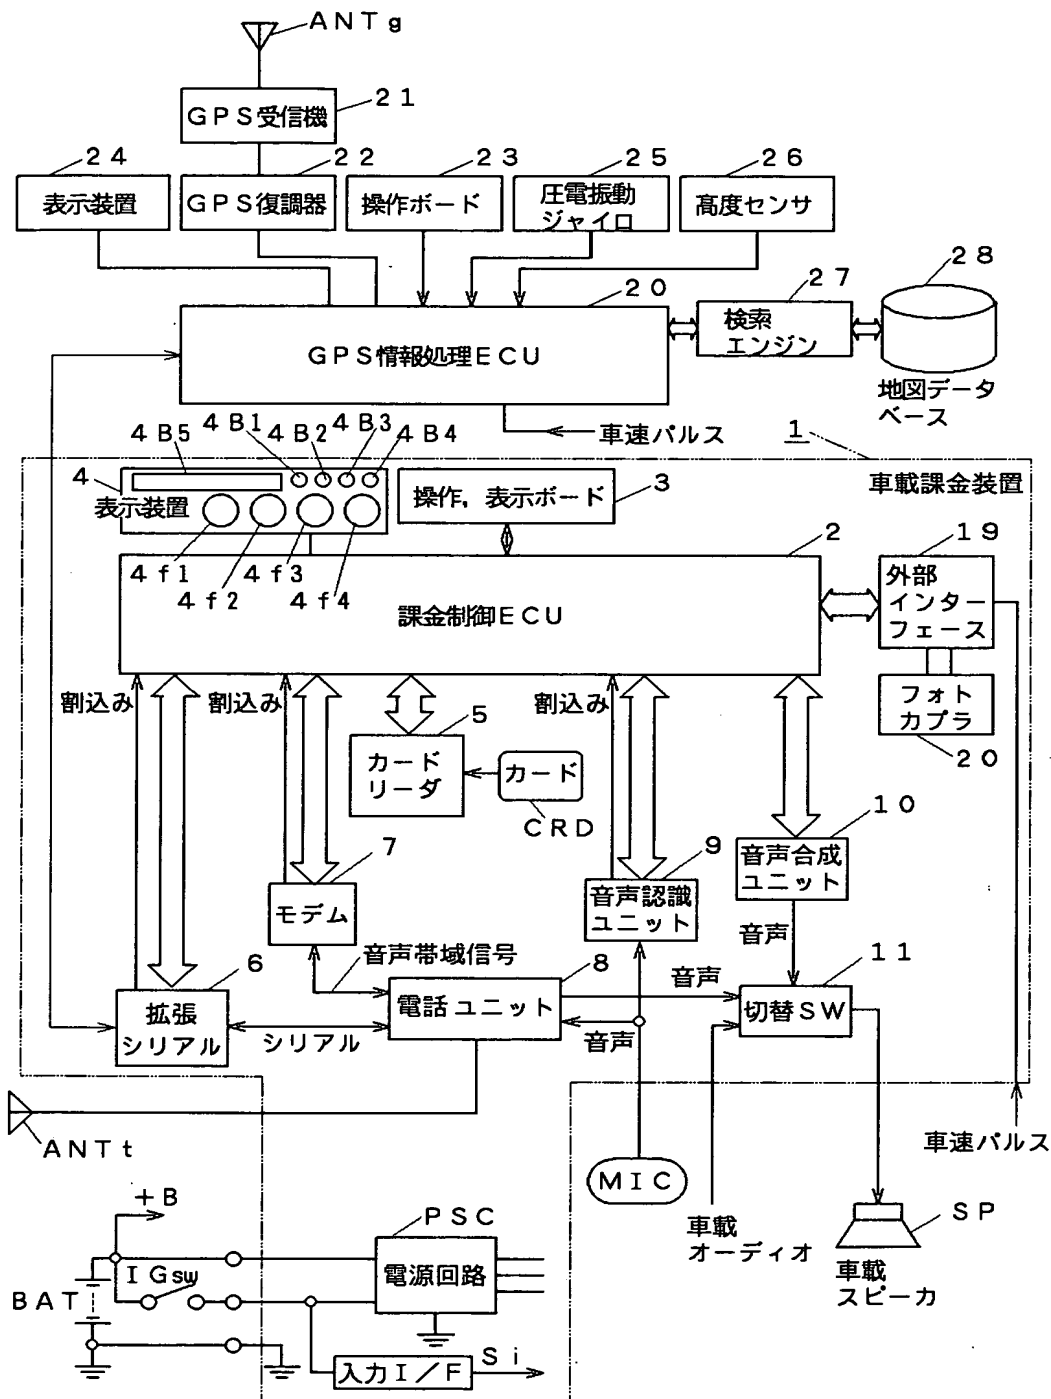 ANTg
21
GPS受信機
24
22
23
25
26
表示装置
GPS復調器
操作ボード
圧電振動
ジャイロ
高度センサ
20
27
28
検索
エンジン
GPS情報処理ECU
地図データ
ベース
車速パルス
1
4B5
4B1
4B2
4B3
4B4
4
表示装置
操作，表示ボード
3
車載課金装置
2
19
4f1
4f2
4f3
4f4
課金制御ECU
外部
インター
フェース
割込み
割込み
割込み
フォト
カプラ
20
5
カード
リーダ
カード
CRD
10
7
9
音声合成
ユニット
モデム
音声認識
ユニット
音声
音声帯域信号
6
8
11
拡張
シリアル
電話ユニット
音声
切替SW
シリアル
音声
ANTt
車速パルス
MIC
+B
PSC
SP
車載
オーディオ
IGsw
電源回路
BAT
車載
スピーカ
入力I／F
Si